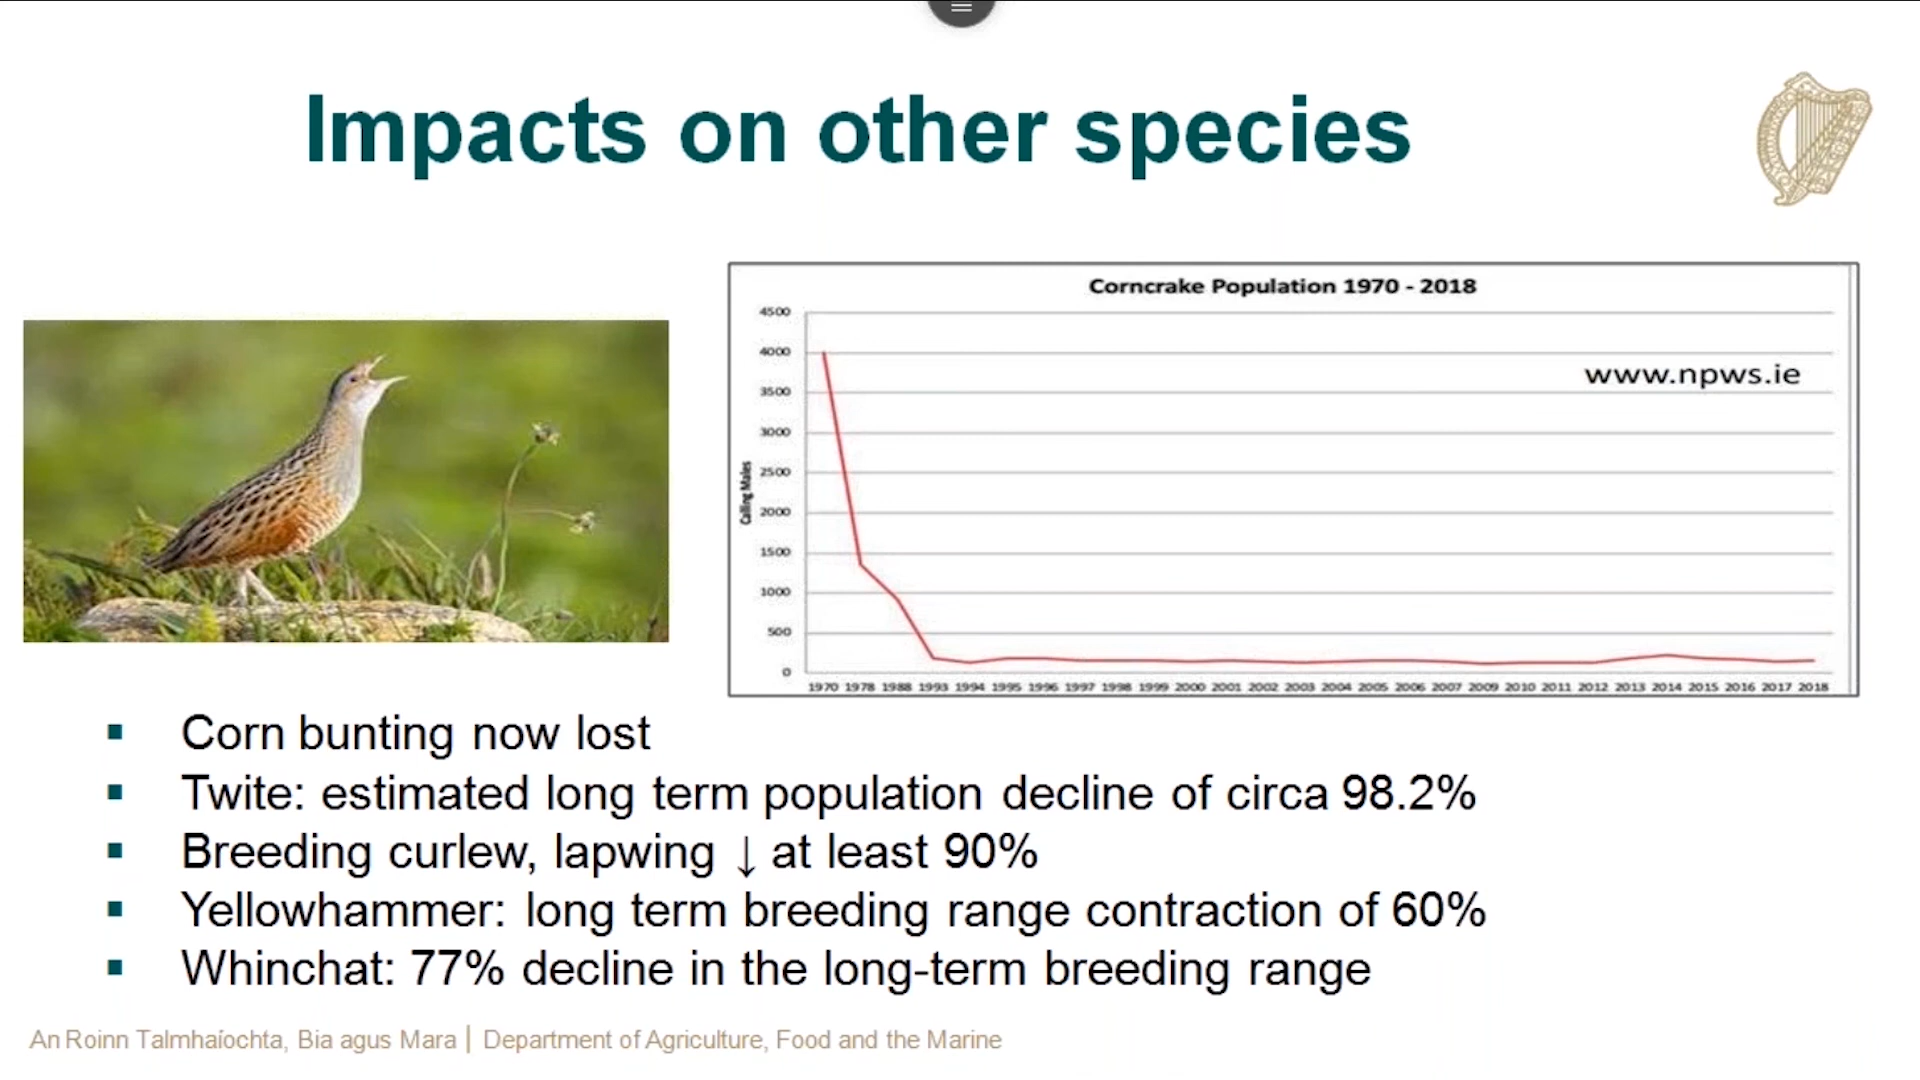 Impacts on other species
Corncrake Population 1970 - 2018
www.npws.ie
Calling Males
4500
4000
3500
3000
2500
2000
1500
1000
500
0
1970 1978 1988 1993 1994 1995 1996 1997 1998 1999 2000 2001 2002 2003 2004 2005 2006 2007 2009 2010 2011 2012 2013 2014 2015 2016 2017 2018
▪ Corn bunting now lost
▪ Twite: estimated long term population decline of circa 98.2%
▪ Breeding curlew, lapwing ↓ at least 90%
▪ Yellowhammer: long term breeding range contraction of 60%
▪ Whinchat: 77% decline in the long-term breeding range
An Roinn Talmhaíochta, Bia agus Mara | Department of Agriculture, Food and the Marine